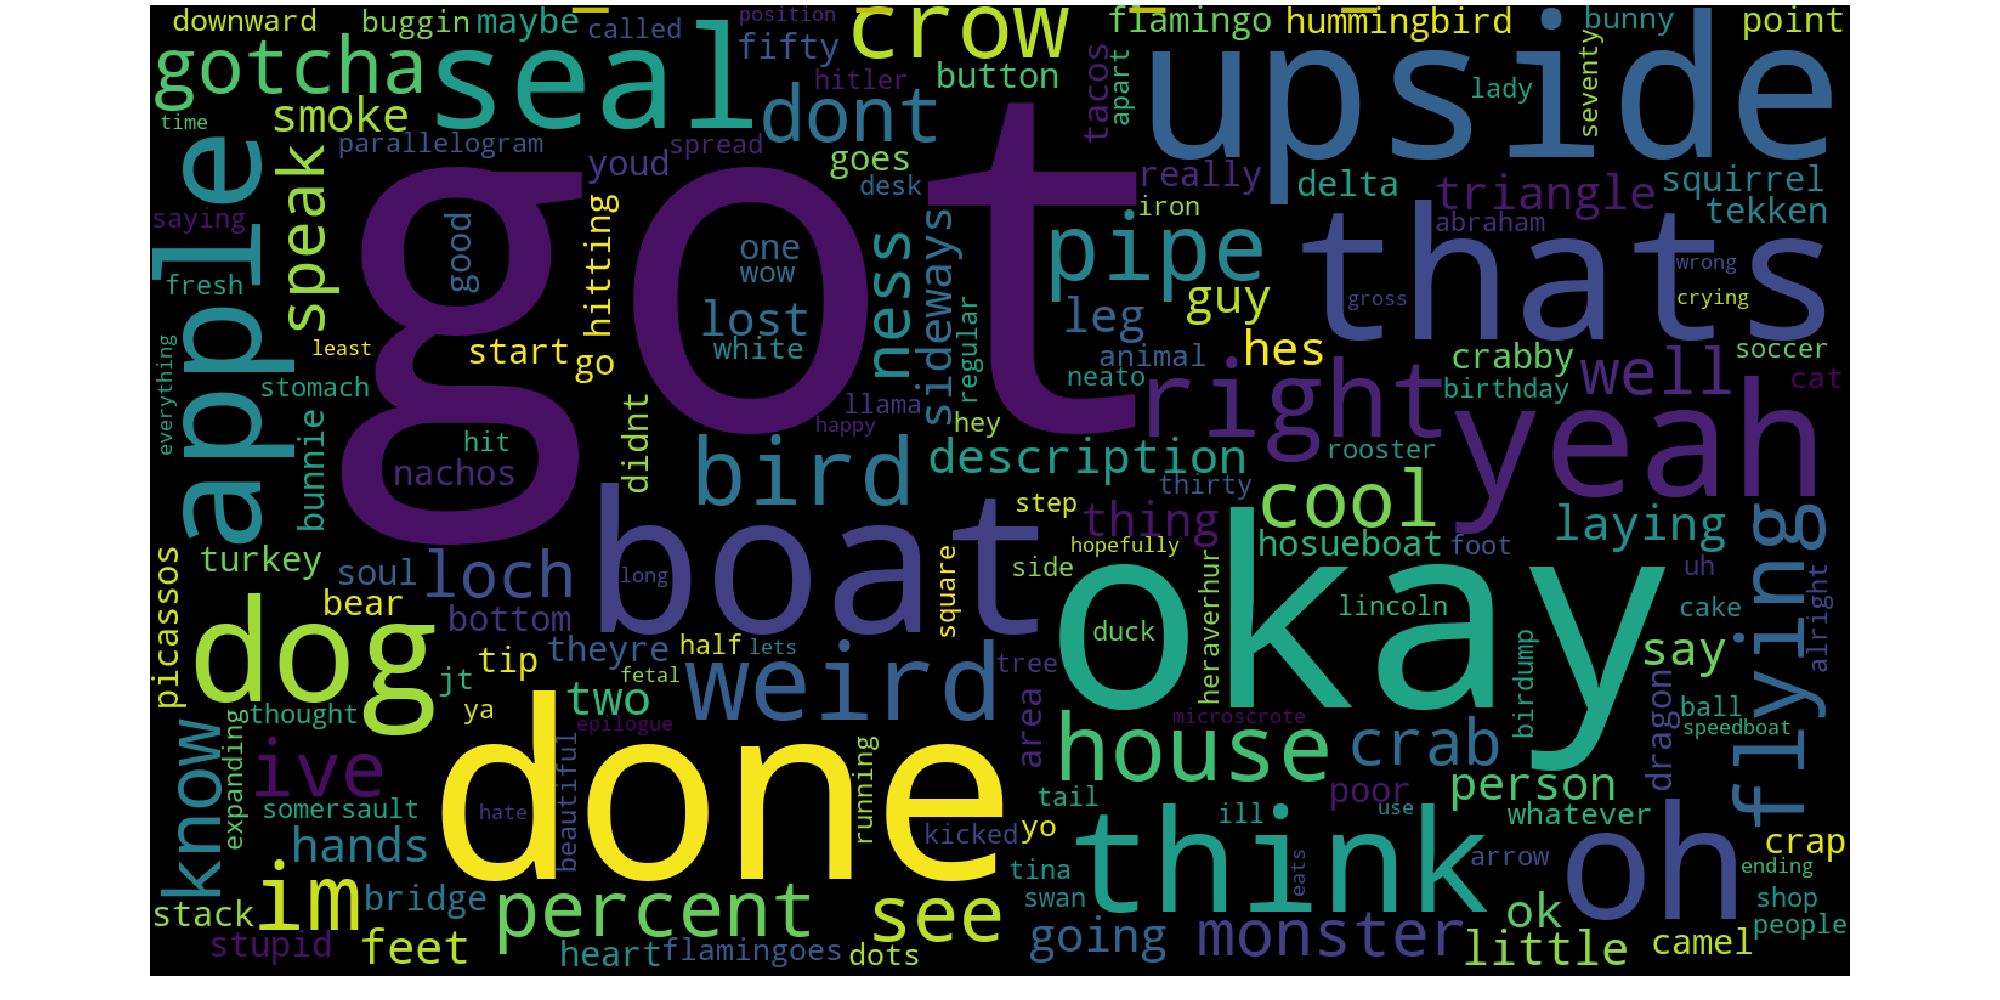 downward
buggin
maybe
called
position
fifty
crow
flamingo
hummingbird
bunny
point
gotcha
seal
hitler
button
tacos
apart
upside
lady
seventy
time
smoke
dont
parallelogram
youd
spread
goes
desk
really
iron
delta
triangle
squirrel
tekken
abraham
apple
speak
saying
fresh
good
hitting
got
one
wow
lost
white
ness
sideways
regular
pipe
leg
guy
thats
gross
wrong
crying
least
start
go
stomach
everything
bunnie
hit
nachos
didnt
llama
happy
hey
animal
neato
right
hes
crabby
birthday
well
soccer
cat
yeah
bird
description
step
thing
thirty
rooster
cool
laying
flying
hosueboat
foot
hopefully
turkey
soul
loch
boat
long
square
side
okay
duck
heraverhur
lincoln
uh
cake
alright
picassos
dog
bear
bottom
theyre
half
lets
weird
tree
birdump
say
jt
tip
two
fetal
ya
thought
epilogue
area
microscrote
dragon
ball
speedboat
know
expanding
ive
done
house
crab
person
somersault
hate
beautiful
running
tail
poor
use
whatever
hands
kicked
yo
ill
think
oh
crap
arrow
eats
tina
ending
im
bridge
percent
see
swan
ok
shop
stack
people
stupid
feet
heart
flamingoes
dots
going
monster
little
camel